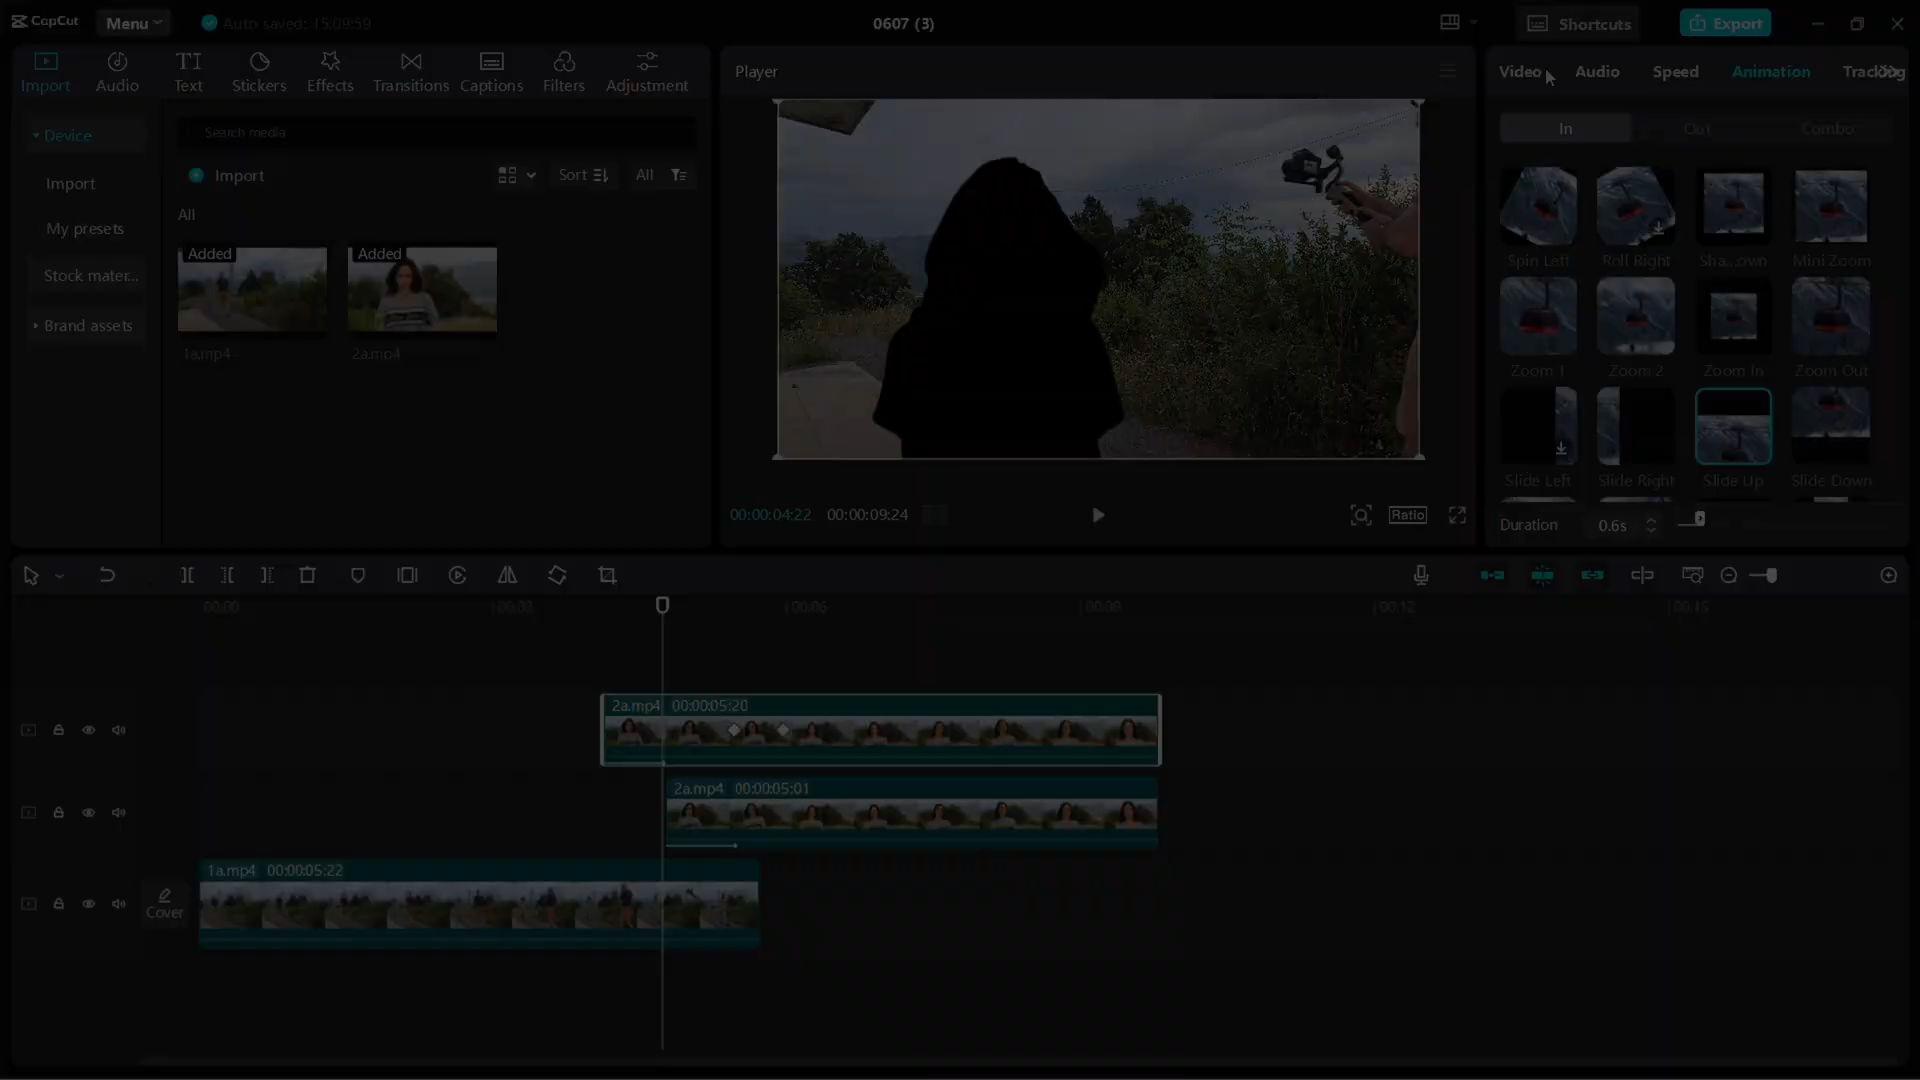 CapCut
Menu
Auto saved: 15:09:59
0607 (3)
Shortcuts
Export
Import
Audio
Text
Stickers
Effects
Transitions
Captions
Filters
Adjustment
Device
Import
My presets
Stock mater...
Brand assets
Search media
Import
Sort
All
All
Added
1a.mp4
Added
2a.mp4
Player
00:00:04:22
00:00:09:24
Ratio
Video
Audio
Speed
Animation
Tracking
In
Out
Combo
Spin Left
Roll Right
Sha...own
Mini Zoom
Zoom 1
Zoom 2
Zoom In
Zoom Out
Slide Left
Slide Right
Slide Up
Slide Down
Duration
0.6s
00:00
00:06
00:09
00:12
00:15
2a.mp4 00:00:05:20
2a.mp4 00:00:05:01
1a.mp4 00:00:05:22
Cover